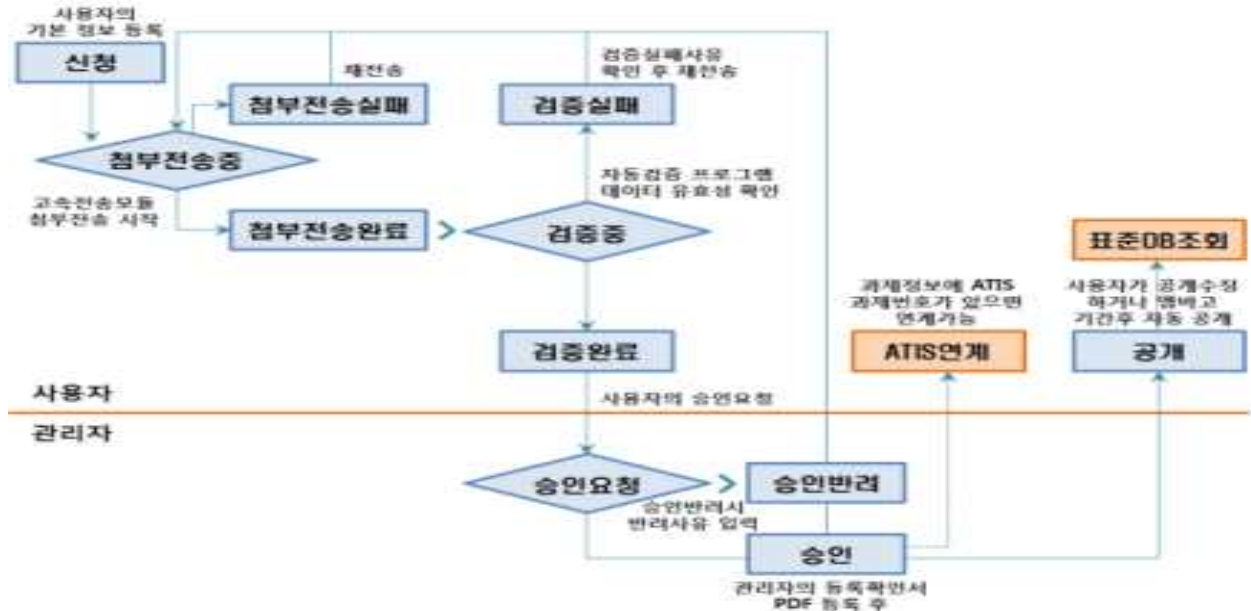 사용자의
기본 정보 등록
신청
재전송
검증실패사유
확인 후 재전송
첨부전송실패
검증실패
첨부전송중
자동검증 프로그램
데이터 유효성 확인
고속전송모듈
첨부전송 시작
첨부전송완료
검증중
표준DB조회
과제정보에 ATIS
과제번호가 있으면
연계가능
사용자가 공개수정
하거나 엠바고
기간후 자동 공개
검증완료
ATIS연계
공개
사용자
사용자의 승인요청
관리자
승인요청
승인반려
승인반려시
반려사유 입력
승인
관리자의 등록확인서
PDF 등록 후